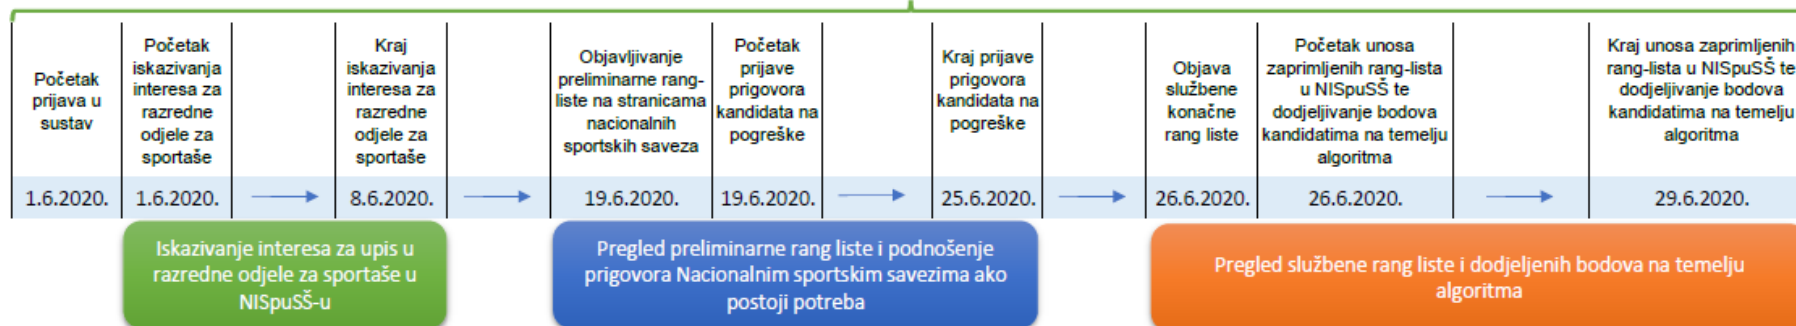 Početak
prijava u
sustav
Početak
iskazivanja
interesa za
razredne
odjele za
sportaše
Kraj
iskazivanja
interesa za
razredne
odjele za
sportaše
Objavljivanje
preliminarne rang-
liste na stranicama
nacionalnih
sportskih saveza
Početak
prijave
prigovora
kandidata na
pogreške
Kraj prijave
prigovora
kandidata na
pogreške
Objava
službene
konačne
rang liste
Početak unosa
zaprimljenih rang-lista
u NISpuSŠ te
dodjeljivanje bodova
kandidatima na temelju
algoritma
Kraj unosa zaprimljenih
rang-lista u NISpuSŠ te
dodjeljivanje bodova
kandidatima na temelju
algoritma
1.6.2020.
1.6.2020.
8.6.2020.
19.6.2020.
19.6.2020.
25.6.2020.
26.6.2020.
26.6.2020.
29.6.2020.
Iskazivanje interesa za upis u
razredne odjele za sportaše u
NISpuSŠ-u
Pregled preliminarne rang liste i podnošenje
prigovora Nacionalnim sportskim savezima ako
postoji potreba
Pregled službene rang liste i dodjeljenih bodova na temelju
algoritma